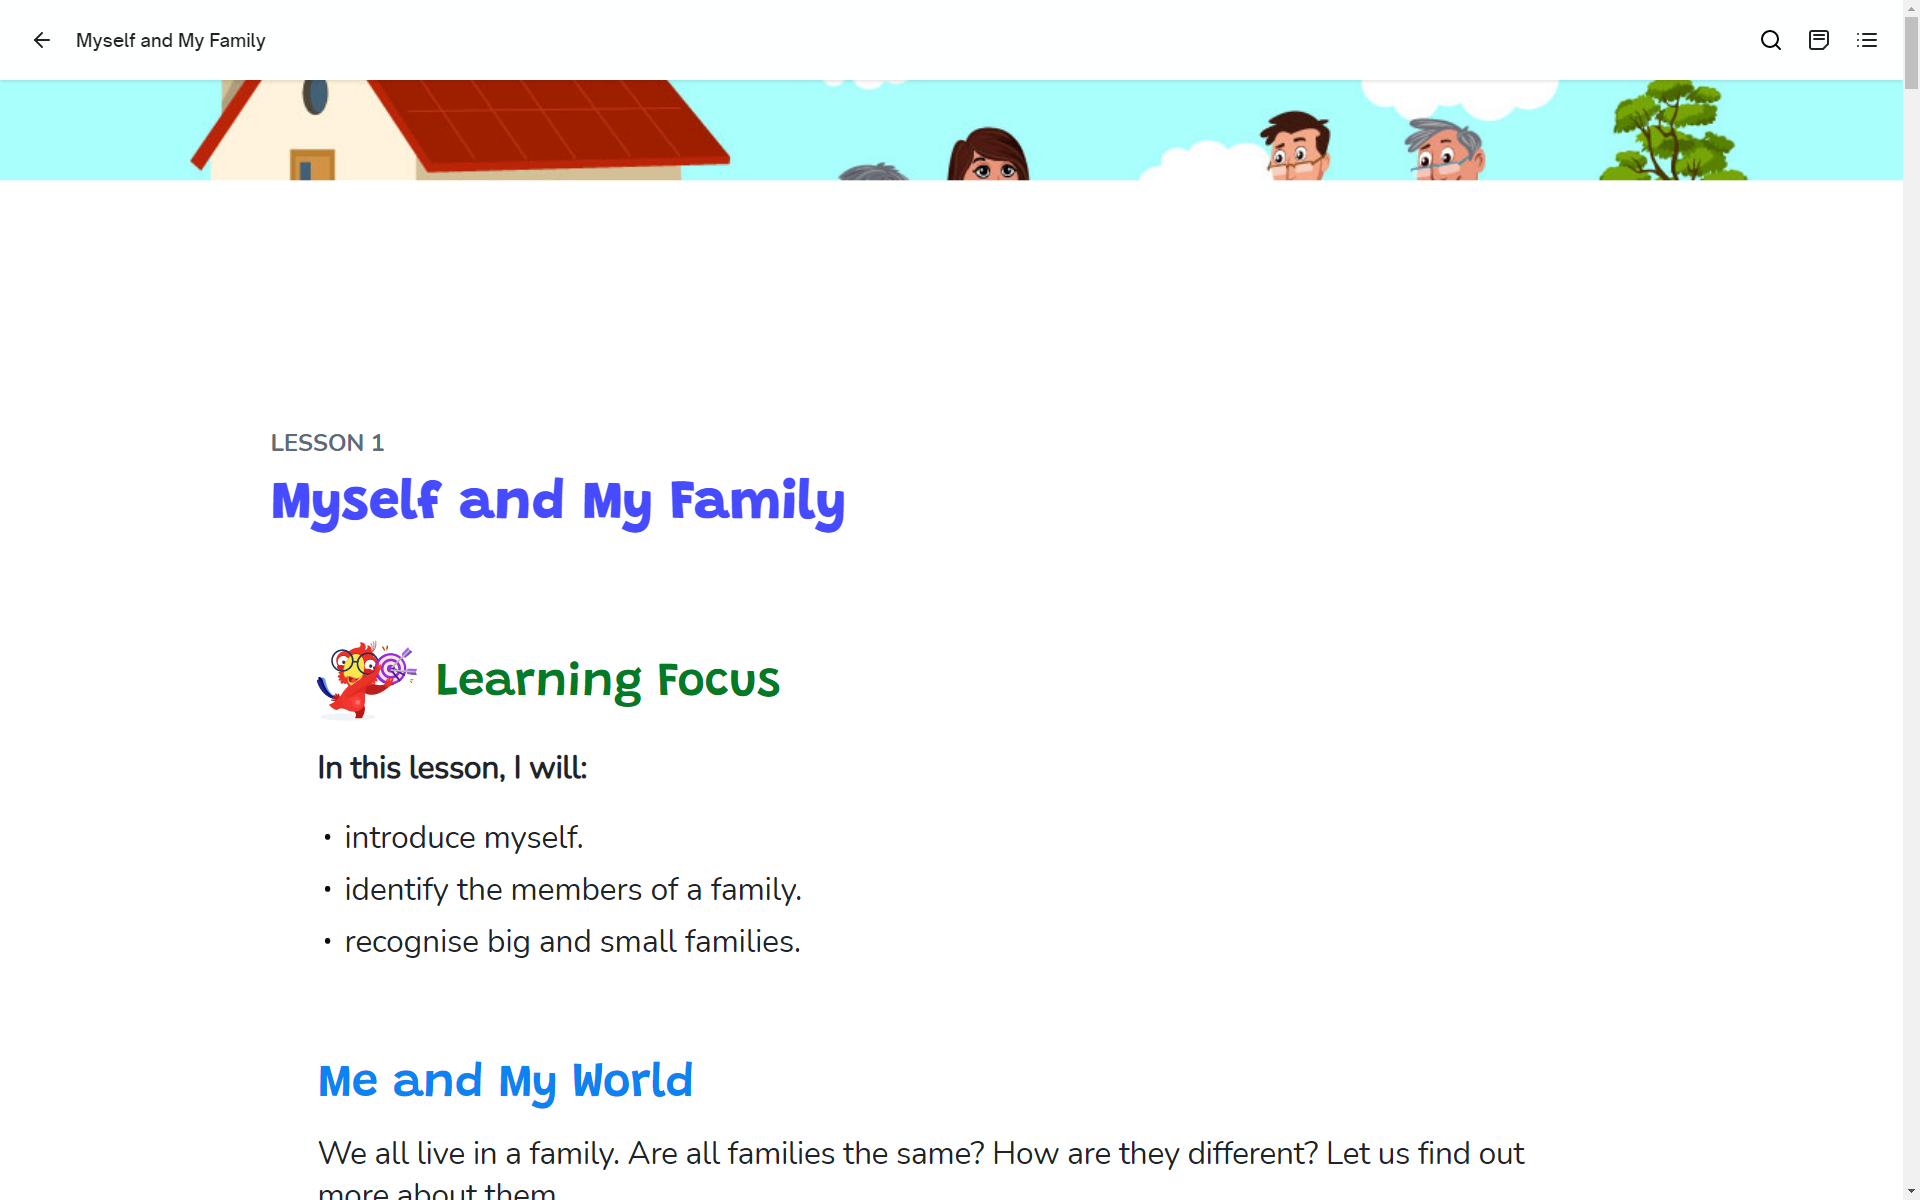 Myself and My Family
LESSON 1
Myself and My Family
Learning Focus
In this lesson, I will:
• introduce myself.
• identify the members of a family.
• recognise big and small families.
Me and My World
We all live in a family. Are all families the same? How are they different? Let us find out
more about them.